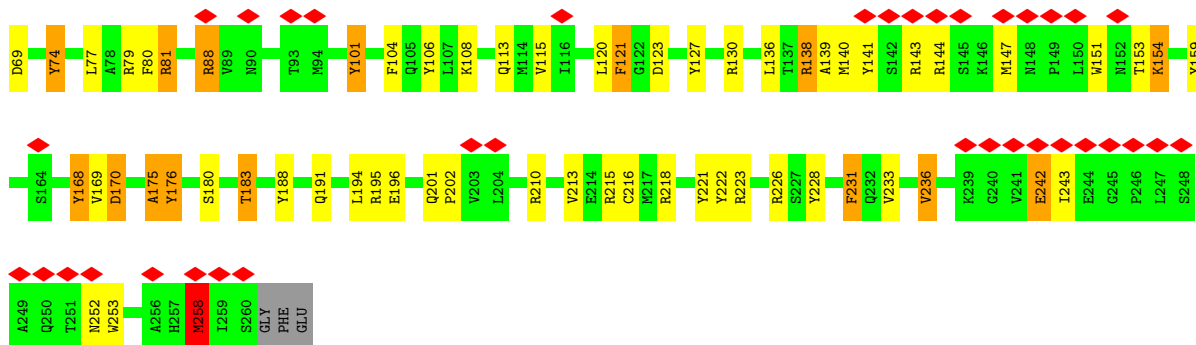 D69 Y74 L77 A78 R79 F80 R81 R88 V89 N90 T93 M94 Y101 F104 Q105 Y106 L107 K108 Q113 M114 V115 I116 L120 F121 G122 D123 Y127 R130 L136 T137 R138 A139 M140 Y141 S142 R143 R144 S145 K146 M147 N148 P149 L150 W151 N152 T153 K154 Y159
S164 Y168 V169 D170 A175 Y176 S180 T183 Y188 Q191 L194 R195 E196 Q201 P202 V203 L204 R210 V213 E214 R215 C216 M217 R218 Y221 Y222 R223 R226 S227 Y228 F231 Q232 V233 V236 K239 G240 V241 E242 I243 E244 G245 P246 L247 S248
A249 Q250 T251 N252 W253 A256 H257 M258 I259 S260 GLY PHE GLU